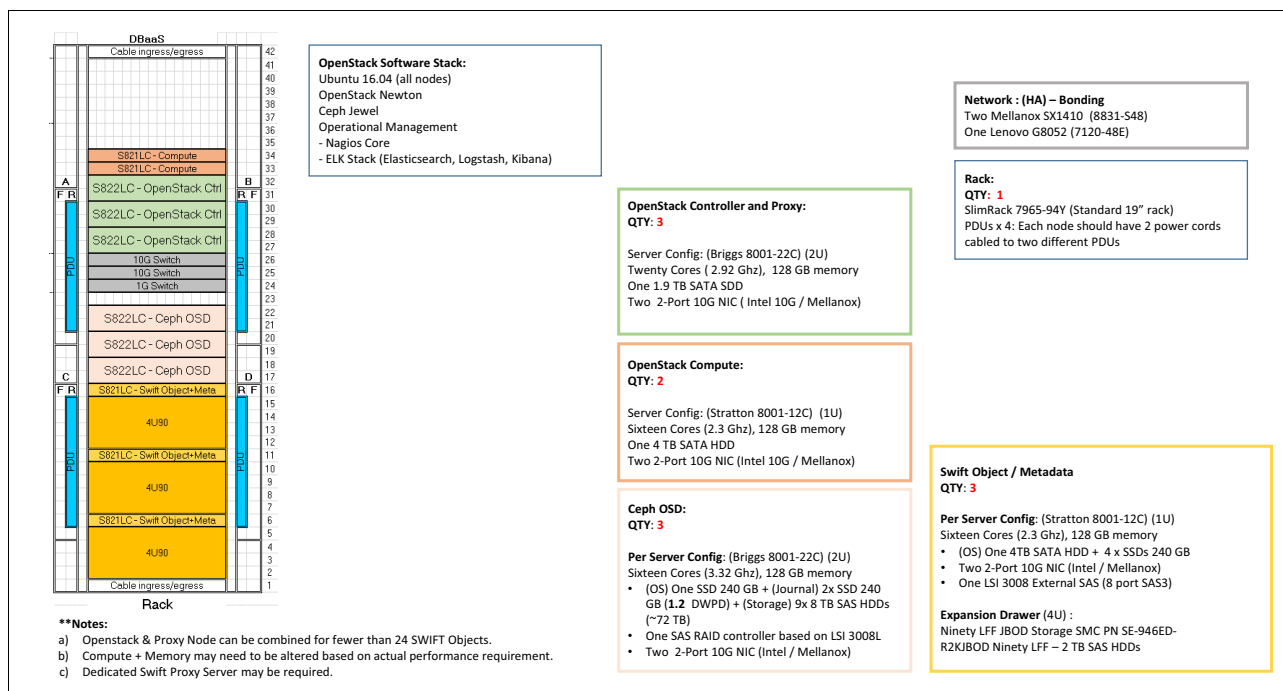 DBaaS
Cable ingress/egress
42
41
40
39
38
37
36
35
S821LC - Compute
34
S821LC - Compute
33
A
B
32
S822LC - OpenStack Ctrl
F R
R F
31
30
S822LC - OpenStack Ctrl
29
28
S822LC - OpenStack Ctrl
27
PDU
PDU
10G Switch
26
10G Switch
25
1G Switch
24
23
22
S822LC - Ceph OSD
21
20
S822LC - Ceph OSD
19
18
S822LC - Ceph OSD
C
D
17
F R
S821LC - Swift Object+Meta
R F
16
15
4U90
14
13
12
PDU
PDU
S821LC - Swift Object+Meta
11
10
4U90
9
8
7
S821LC - Swift Object+Meta
6
5
4U90
4
3
2
Cable ingress/egress
1
Rack
**Notes:
a) Openstack & Proxy Node can be combined for fewer than 24 SWIFT Objects.
b) Compute + Memory may need to be altered based on actual performance requirement.
c) Dedicated Swift Proxy Server may be required.
OpenStack Software Stack:
Ubuntu 16.04 (all nodes)
OpenStack Newton
Ceph Jewel
Operational Management
- Nagios Core
- ELK Stack (Elasticsearch, Logstash, Kibana)
OpenStack Controller and Proxy:
QTY: 3
Server Config: (Briggs 8001-22C) (2U)
Twenty Cores ( 2.92 Ghz), 128 GB memory
One 1.9 TB SATA SDD
Two 2-Port 10G NIC ( Intel 10G / Mellanox)
OpenStack Compute:
QTY: 2
Server Config: (Stratton 8001-12C) (1U)
Sixteen Cores (2.3 Ghz), 128 GB memory
One 4 TB SATA HDD
Two 2-Port 10G NIC (Intel 10G / Mellanox)
Ceph OSD:
QTY: 3
Per Server Config: (Briggs 8001-22C) (2U)
Sixteen Cores (3.32 Ghz), 128 GB memory
• (OS) One SSD 240 GB + (Journal) 2x SSD 240
GB (1.2 DWPD) + (Storage) 9x 8 TB SAS HDDs
(~72 TB)
• One SAS RAID controller based on LSI 3008L
• Two 2-Port 10G NIC (Intel / Mellanox)
Network : (HA) – Bonding
Two Mellanox SX1410 (8831-S48)
One Lenovo G8052 (7120-48E)
Rack:
QTY: 1
SlimRack 7965-94Y (Standard 19” rack)
PDUs x 4: Each node should have 2 power cords
cabled to two different PDUs
Swift Object / Metadata
QTY: 3
Per Server Config: (Stratton 8001-12C) (1U)
Sixteen Cores (2.3 Ghz), 128 GB memory
• (OS) One 4TB SATA HDD + 4 x SSDs 240 GB
• Two 2-Port 10G NIC (Intel / Mellanox)
• One LSI 3008 External SAS (8 port SAS3)
Expansion Drawer (4U) :
Ninety LFF JBOD Storage SMC PN SE-946ED-
R2KJBOD Ninety LFF – 2 TB SAS HDDs